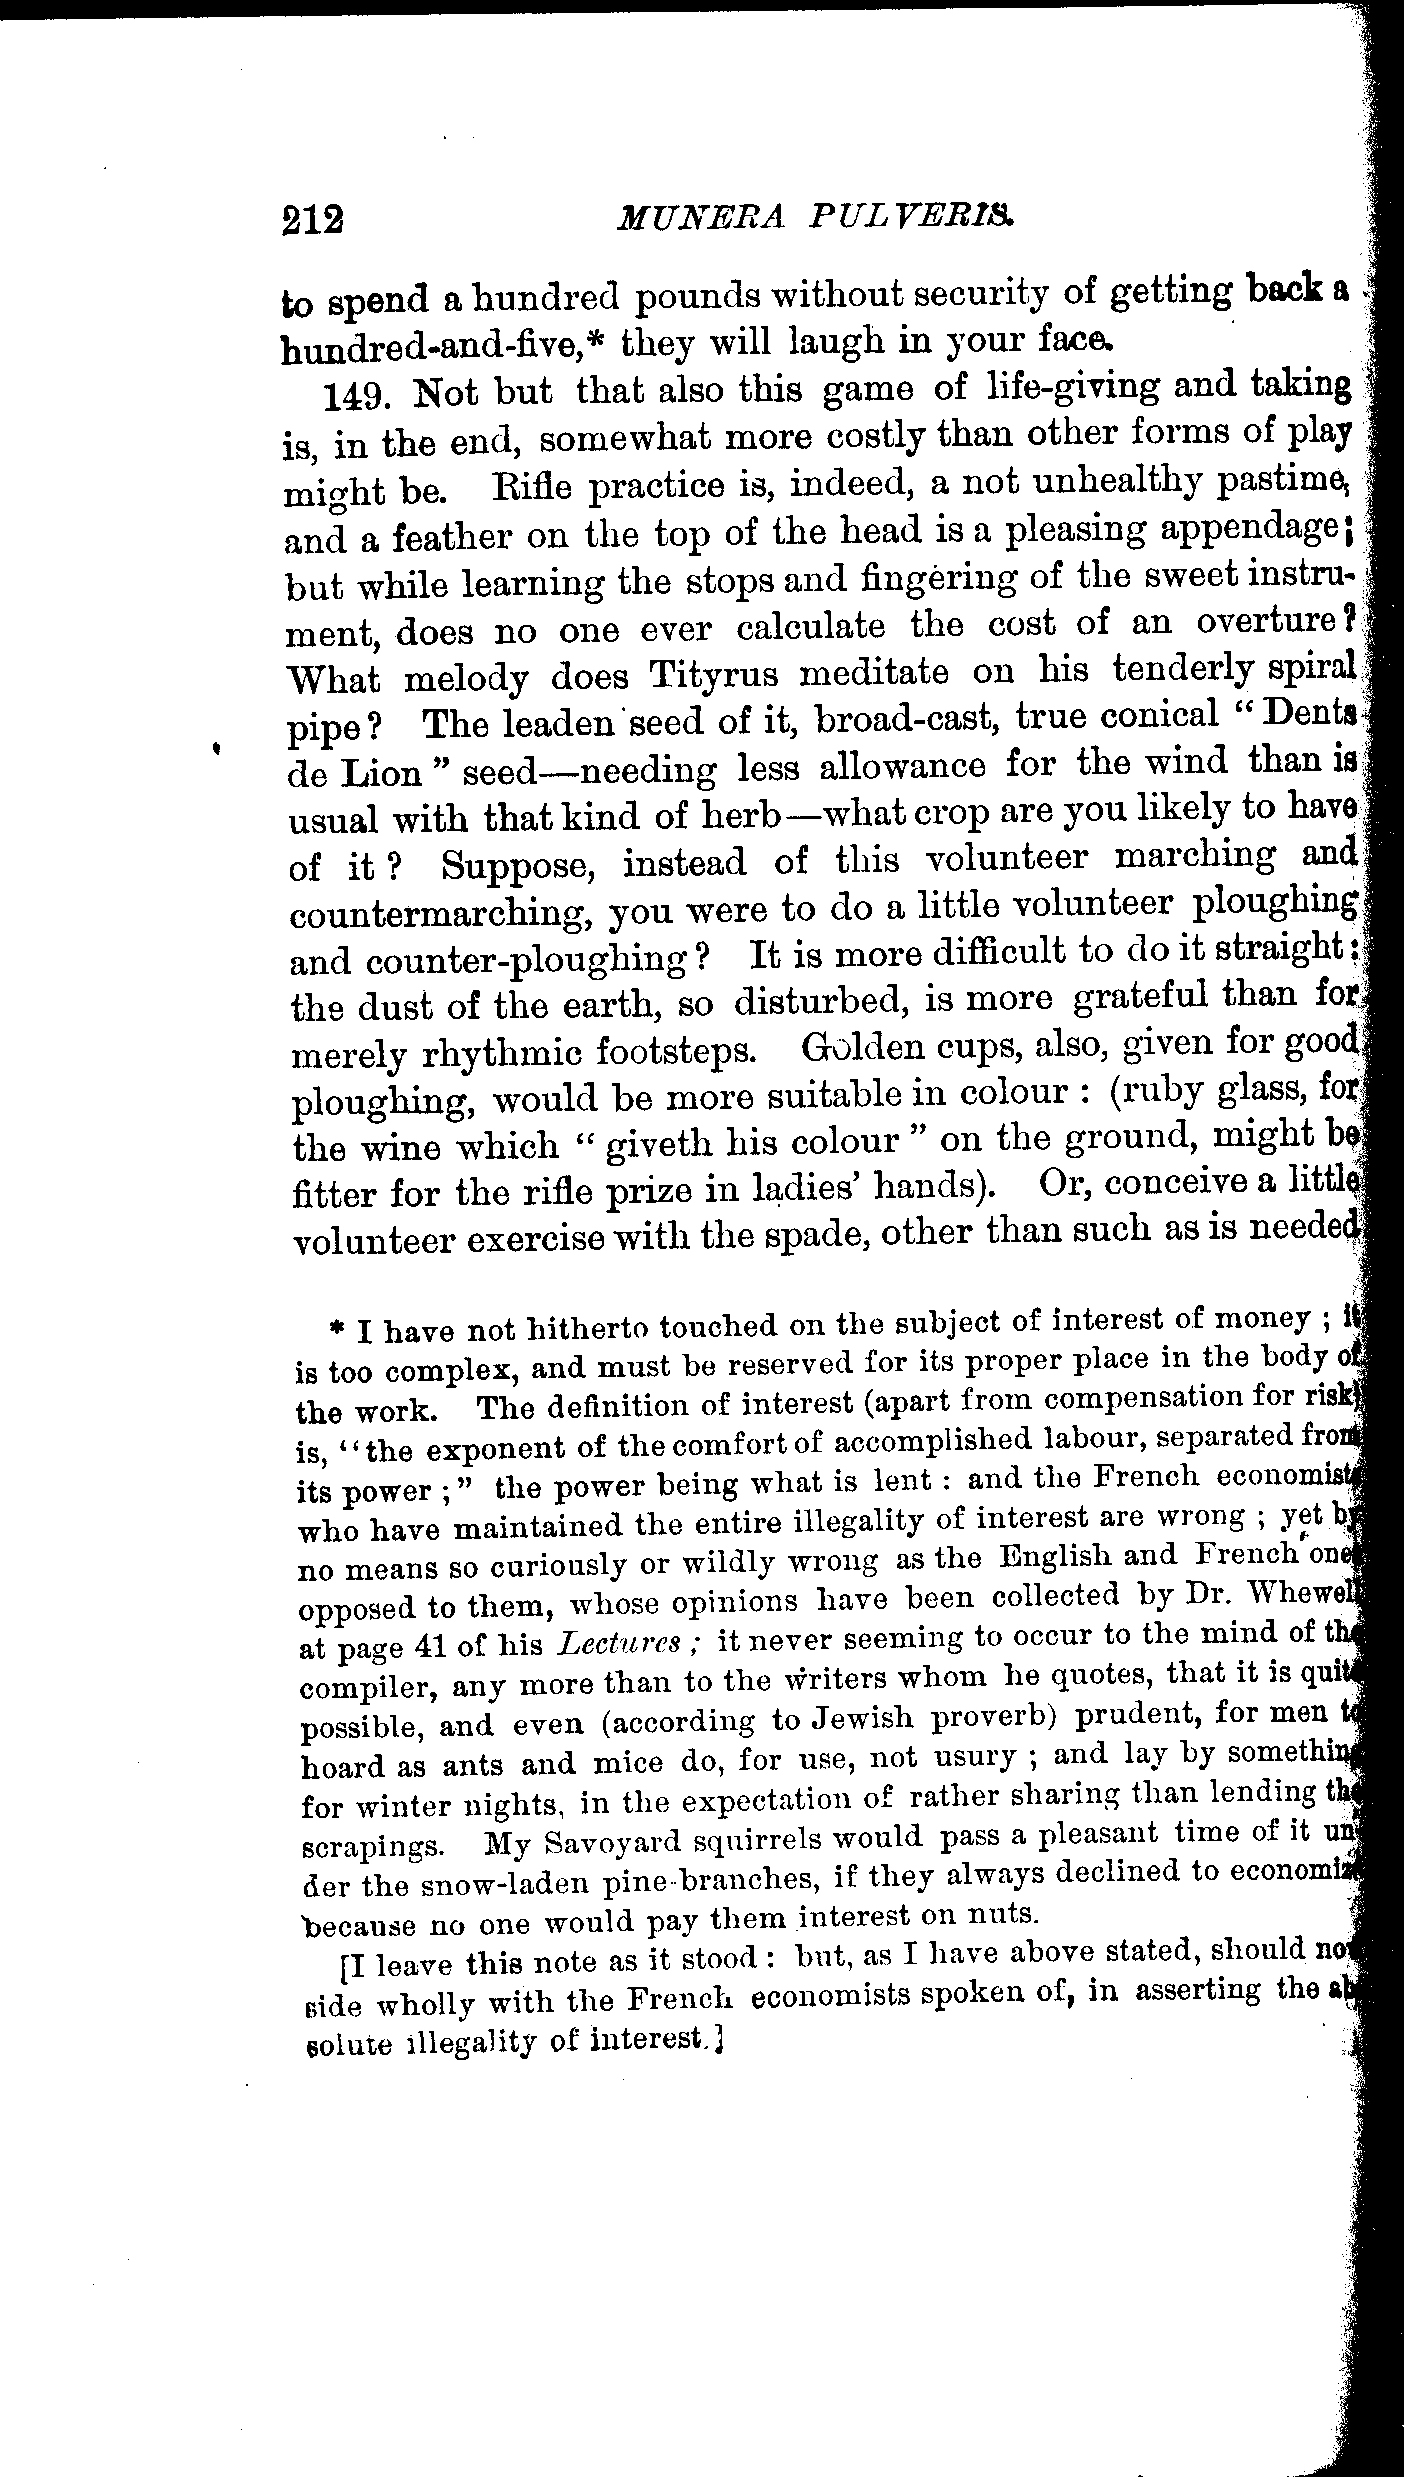 212 MUNERA PULVERIS.
to spend a hundred pounds without security of getting back a
hundred-and-five,* they will laugh in your face.
149. Not but that also this game of life-giving and taking
is, in the end, somewhat more costly than other forms of play
might be. Rifle practice is, indeed, a not unhealthy pastime,
and a feather on the top of the head is a pleasing appendage;
but while learning the stops and fingering of the sweet instru-
ment, does no one ever calculate the cost of an overture?
What melody does Tityrus meditate on his tenderly spiral
pipe? The leaden seed of it, broad-cast, true conical “Dents
de Lion” seed—needing less allowance for the wind than is
usual with that kind of herb—what crop are you likely to have
of it? Suppose, instead of this volunteer marching and
countermarching, you were to do a little volunteer ploughing
and counter-ploughing? It is more difficult to do it straight:
the dust of the earth, so disturbed, is more grateful than for
merely rhythmic footsteps. Golden cups, also, given for good
ploughing, would be more suitable in colour: (ruby glass, for
the wine which “giveth his colour” on the ground, might be
fitter for the rifle prize in ladies’ hands). Or, conceive a little
volunteer exercise with the spade, other than such as is needed
* I have not hitherto touched on the subject of interest of money; it
is too complex, and must be reserved for its proper place in the body of
the work. The definition of interest (apart from compensation for risk)
is, “the exponent of the comfort of accomplished labour, separated from
its power;” the power being what is lent: and the French economists
who have maintained the entire illegality of interest are wrong; yet by
no means so curiously or wildly wrong as the English and French ones
opposed to them, whose opinions have been collected by Dr. Whewell
at page 41 of his Lectures; it never seeming to occur to the mind of the
compiler, any more than to the writers whom he quotes, that it is quite
possible, and even (according to Jewish proverb) prudent, for men to
hoard as ants and mice do, for use, not usury; and lay by something
for winter nights, in the expectation of rather sharing than lending the
scrapings. My Savoyard squirrels would pass a pleasant time of it un-
der the snow-laden pine-branches, if they always declined to economize
because no one would pay them interest on nuts.
[I leave this note as it stood: but, as I have above stated, should not
side wholly with the French economists spoken of, in asserting the ab-
solute illegality of interest.]